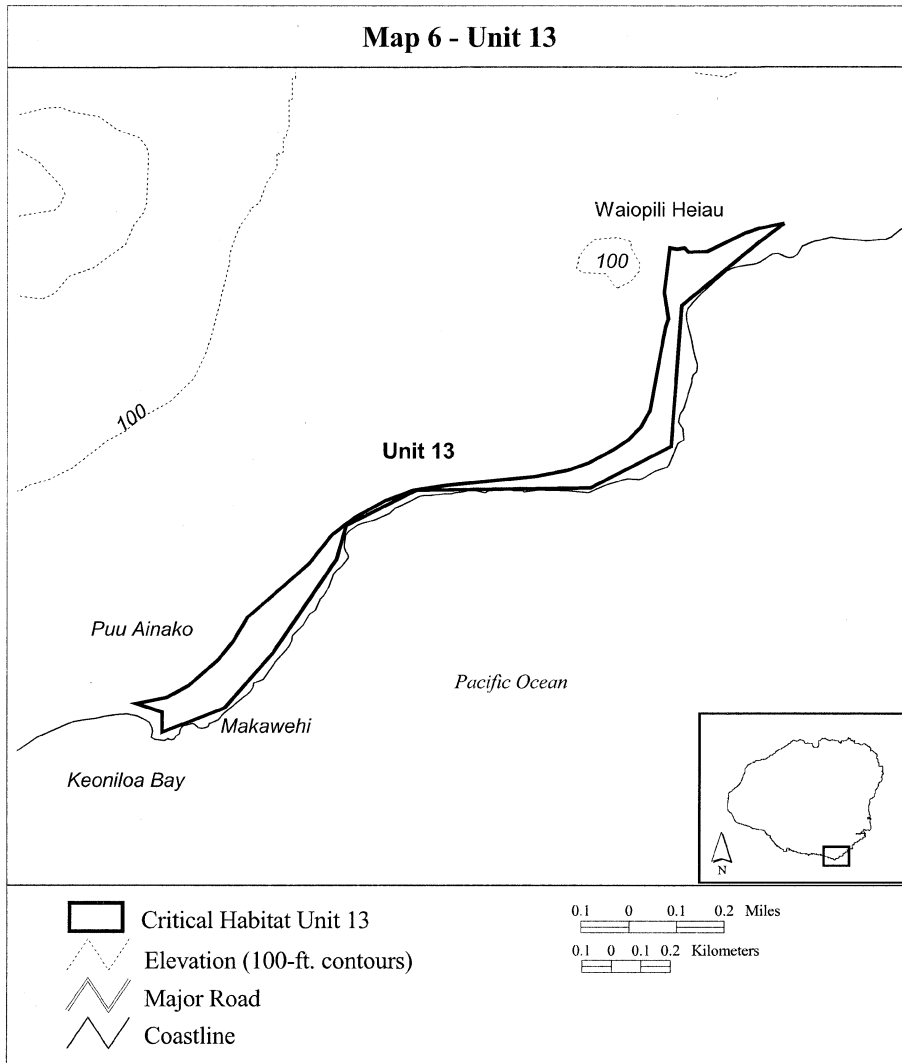 Map 6 - Unit 13
Waiopili Heiau
100
100
Unit 13
Puu Ainako
Pacific Ocean
Makawehi
Keoniloa Bay
N
Critical Habitat Unit 13
Elevation (100-ft. contours)
Major Road
Coastline
0.1 0 0.1 0.2 Miles
0.1 0 0.1 0.2 Kilometers